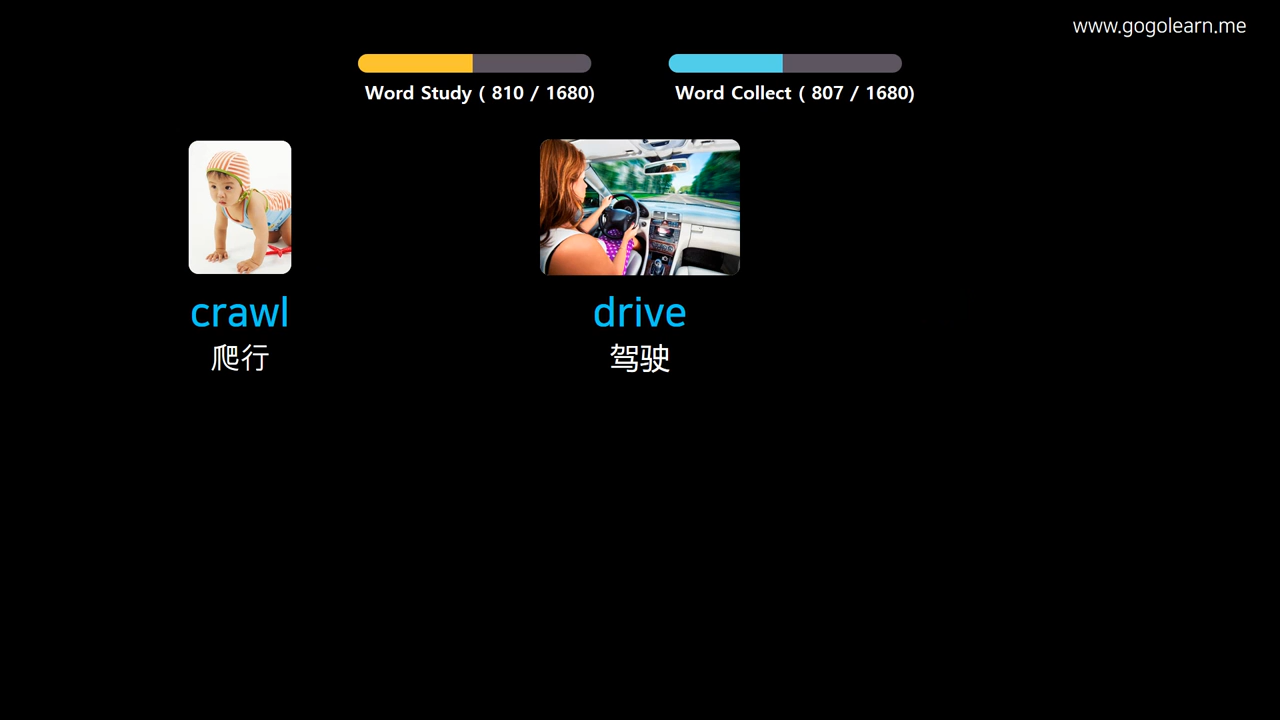 www.gogolearn.me
Word Study ( 810 / 1680)
Word Collect ( 807 / 1680)
crawl
爬行
drive
驾驶